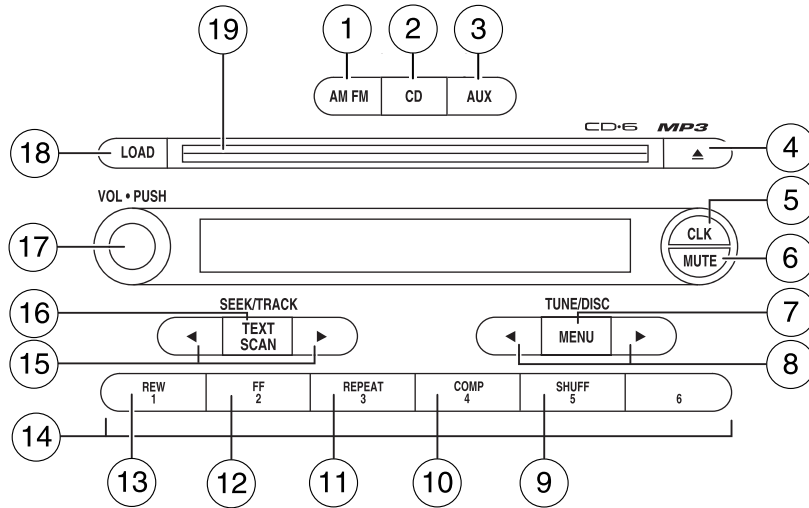 19 1 2 3
AM FM CD AUX
CD·6 MP3
18 LOAD 4
VOL • PUSH 5
17 CLK
MUTE 6
SEEK/TRACK TUNE/DISC
16 TEXT
SCAN MENU 7
15 8
REW
1
FF
2
REPEAT
3
COMP
4
SHUFF
5
6
14
13 12 11 10 9